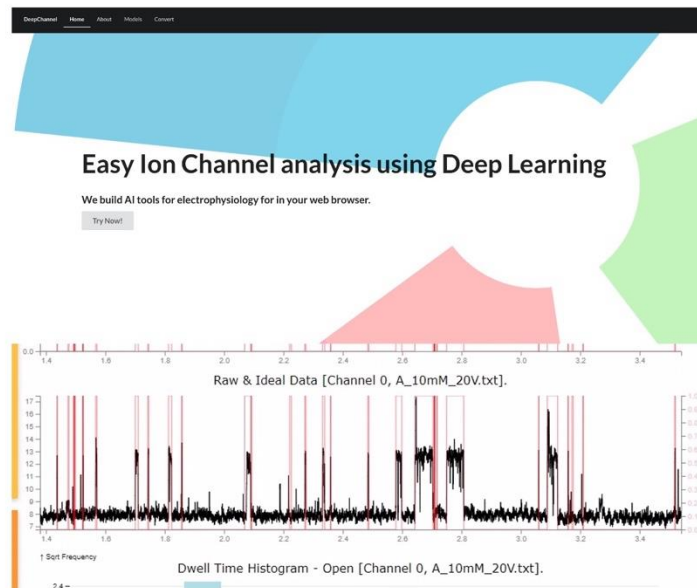 DeepChannel Home About Models Convert
Easy Ion Channel analysis using Deep Learning
We build AI tools for electrophysiology for in your web browser.
Try Now!
0.0
1.4 1.6 1.8 2.0 2.2 2.4 2.6 2.8 3.0 3.2 3.4
Raw & Ideal Data [Channel 0, A_10mM_20V.txt].
17
16
15
14
13
12
11
10
9
8
7
1.4 1.6 1.8 2.0 2.2 2.4 2.6 2.8 3.0 3.2 3.4
↑ Sqrt Frequency
Dwell Time Histogram - Open [Channel 0, A_10mM_20V.txt].
2.4